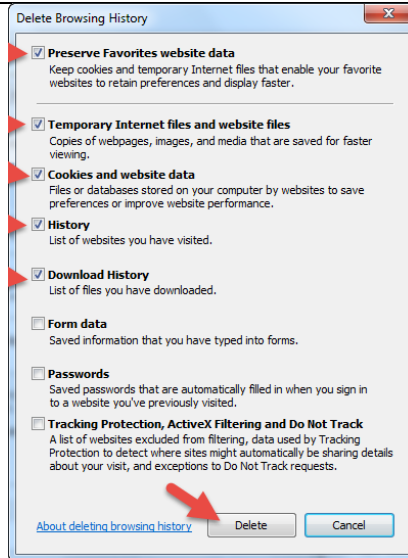 Delete Browsing History
Preserve Favorites website data
Keep cookies and temporary Internet files that enable your favorite
websites to retain preferences and display faster.
Temporary Internet files and website files
Copies of webpages, images, and media that are saved for faster
viewing.
Cookies and website data
Files or databases stored on your computer by websites to save
preferences or improve website performance.
History
List of websites you have visited.
Download History
List of files you have downloaded.
Form data
Saved information that you have typed into forms.
Passwords
Saved passwords that are automatically filled in when you sign in
to a website you've previously visited.
Tracking Protection, ActiveX Filtering and Do Not Track
A list of websites excluded from filtering, data used by Tracking
Protection to detect where sites might automatically be sharing details
about your visit, and exceptions to Do Not Track requests.
About deleting browsing history Delete Cancel